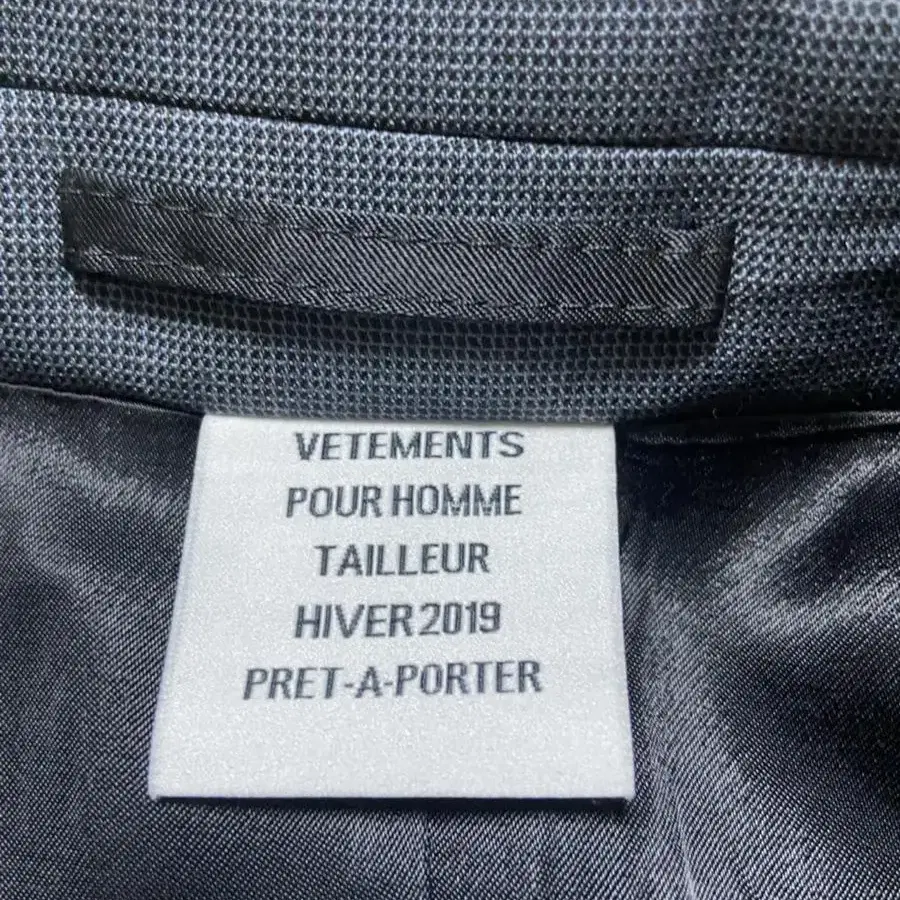 VETEMENTS
POUR HOMME
TAILLEUR
HIVER 2019
PRET-A-PORTER